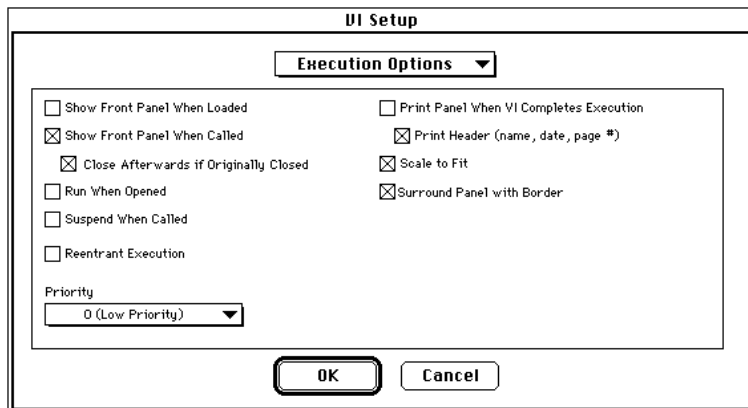 VI Setup
Execution Options
Show Front Panel When Loaded
Show Front Panel When Called
Close Afterwards if Originally Closed
Run When Opened
Suspend When Called
Reentrant Execution
Priority
0 (Low Priority)
Print Panel When VI Completes Execution
Print Header (name, date, page #)
Scale to Fit
Surround Panel with Border
OK
Cancel